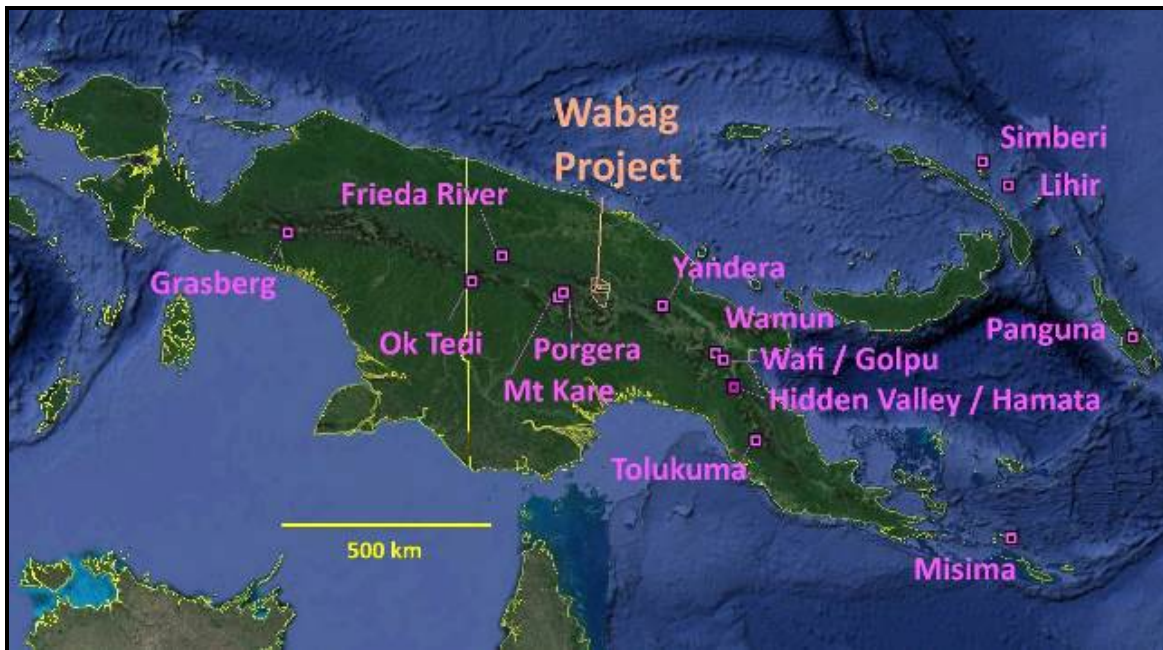 Wabag
Project
Simberi
Lihir
Frieda River
Grasberg
Yandera
Wamun
Panguna
Ok Tedi
Porgera
Wafi / Golpu
Mt Kare
Hidden Valley / Hamata
Tolukuma
500 km
Misima